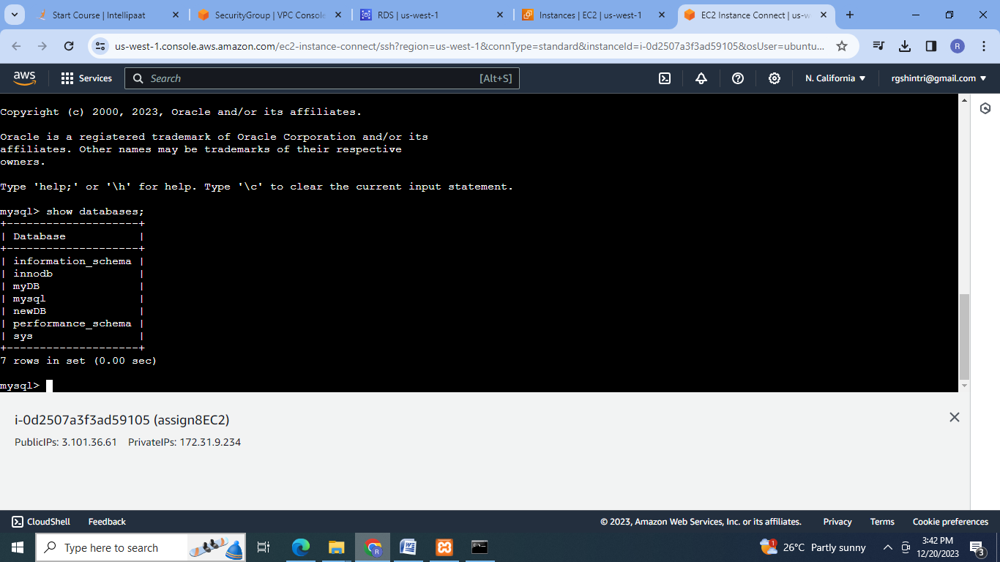 Start Course | Intellipaat
SecurityGroup | VPC Console
RDS | us-west-1
Instances | EC2 | us-west-1
EC2 Instance Connect | us-w
us-west-1.console.aws.amazon.com/ec2-instance-connect/ssh?region=us-west-1&connType=standard&instanceId=i-0d2507a3f3ad59105&osUser=ubuntu...
R
aws
Services
Search
[Alt+S]
N. California
rgshintri@gmail.com
Copyright (c) 2000, 2023, Oracle and/or its affiliates.
Oracle is a registered trademark of Oracle Corporation and/or its
affiliates. Other names may be trademarks of their respective
owners.
Type 'help;' or '\h' for help. Type '\c' to clear the current input statement.
mysql> show databases;
+--------------------+
| Database           |
+--------------------+
| information_schema |
| innodb             |
| myDB               |
| mysql              |
| newDB              |
| performance_schema |
| sys                |
+--------------------+
7 rows in set (0.00 sec)
mysql>
i-0d2507a3f3ad59105 (assign8EC2)
PublicIPs: 3.101.36.61 PrivateIPs: 172.31.9.234
CloudShell
Feedback
© 2023, Amazon Web Services, Inc. or its affiliates.
Privacy
Terms
Cookie preferences
Type here to search
1
26°C Partly sunny
3:42 PM
12/20/2023
3